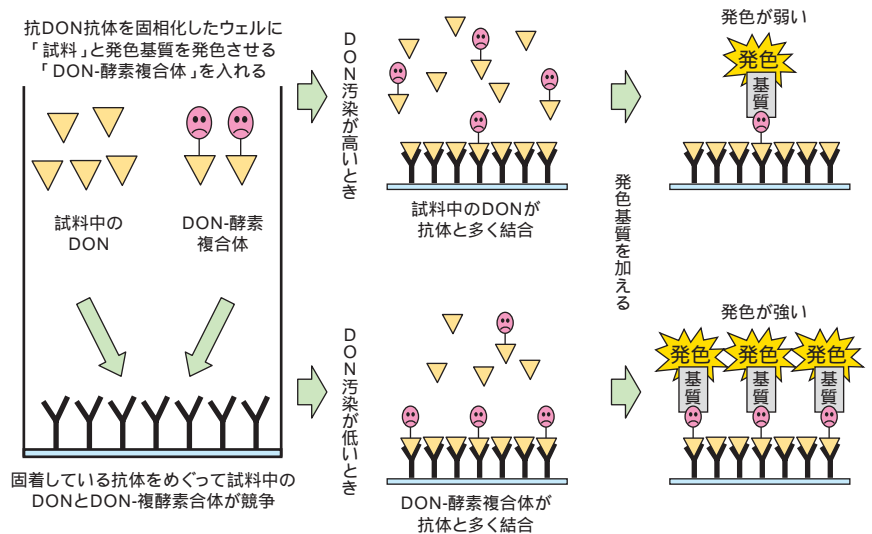 抗DON抗体を固相化したウェルに
「試料」と発色基質を発色させる
「DON-酵素複合体」を入れる
試料中の
DON
DON-酵素
複合体
固着している抗体をめぐって試料中の
DONとDON-複酵素合体が競争
DON汚染が高いとき
試料中のDONが
抗体と多く結合
DON汚染が低いとき
DON-酵素複合体が
抗体と多く結合
発色基質を加える
発色が弱い
発色
基質
発色が強い
発色
発色
発色
基質
基質
基質